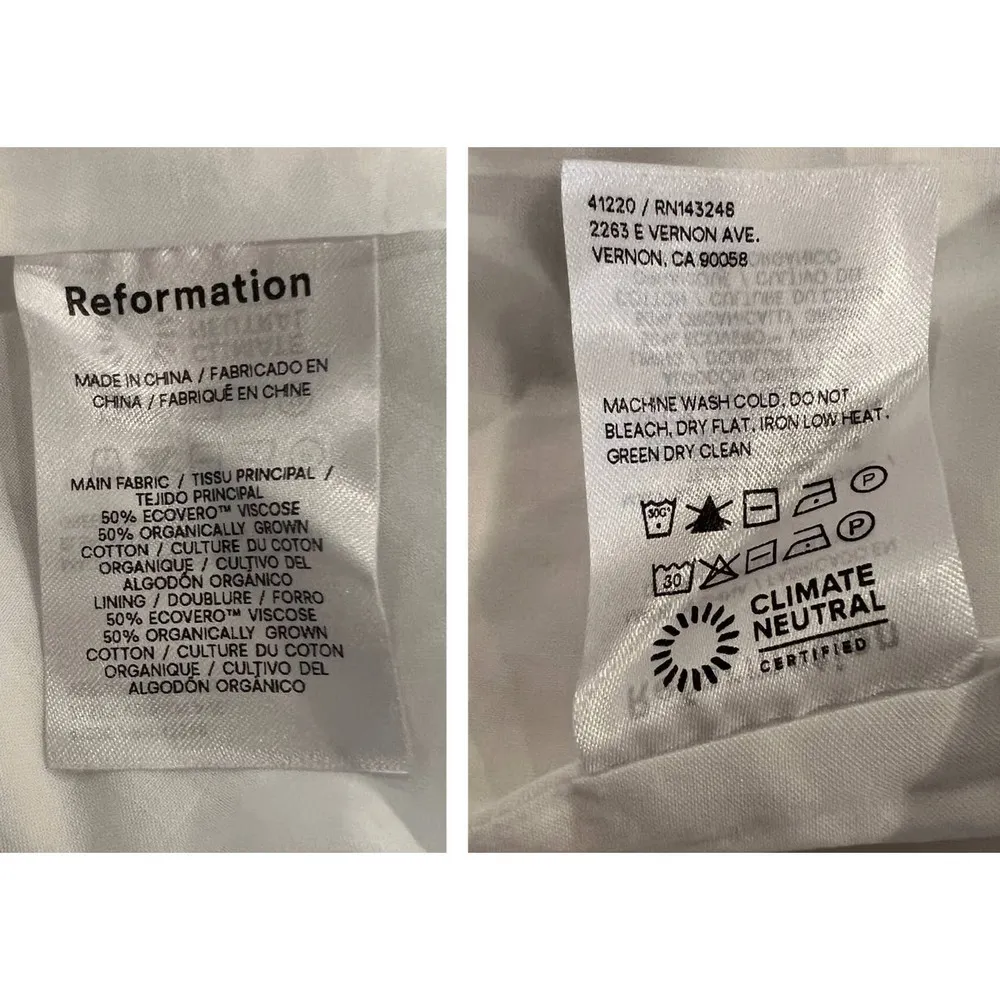 Reformation
MADE IN CHINA / FABRICADO EN
CHINA / FABRIQUÉ EN CHINE
MAIN FABRIC / TISSU PRINCIPAL /
TEJIDO PRINCIPAL
50% ECOVERO™ VISCOSE
50% ORGANICALLY GROWN
COTTON / CULTURE DU COTON
ORGANIQUE / CULTIVO DEL
ALGODÓN ORGÁNICO
LINING / DOUBLURE / FORRO
50% ECOVERO™ VISCOSE
50% ORGANICALLY GROWN
COTTON / CULTURE DU COTON
ORGANIQUE / CULTIVO DEL
ALGODÓN ORGÁNICO
41220 / RN143246
2263 E VERNON AVE.
VERNON, CA 90058
MACHINE WASH COLD, DO NOT
BLEACH, DRY FLAT, IRON LOW HEAT.
GREEN DRY CLEAN
30C° P
30 P
CLIMATE
NEUTRAL
CERTIFIED